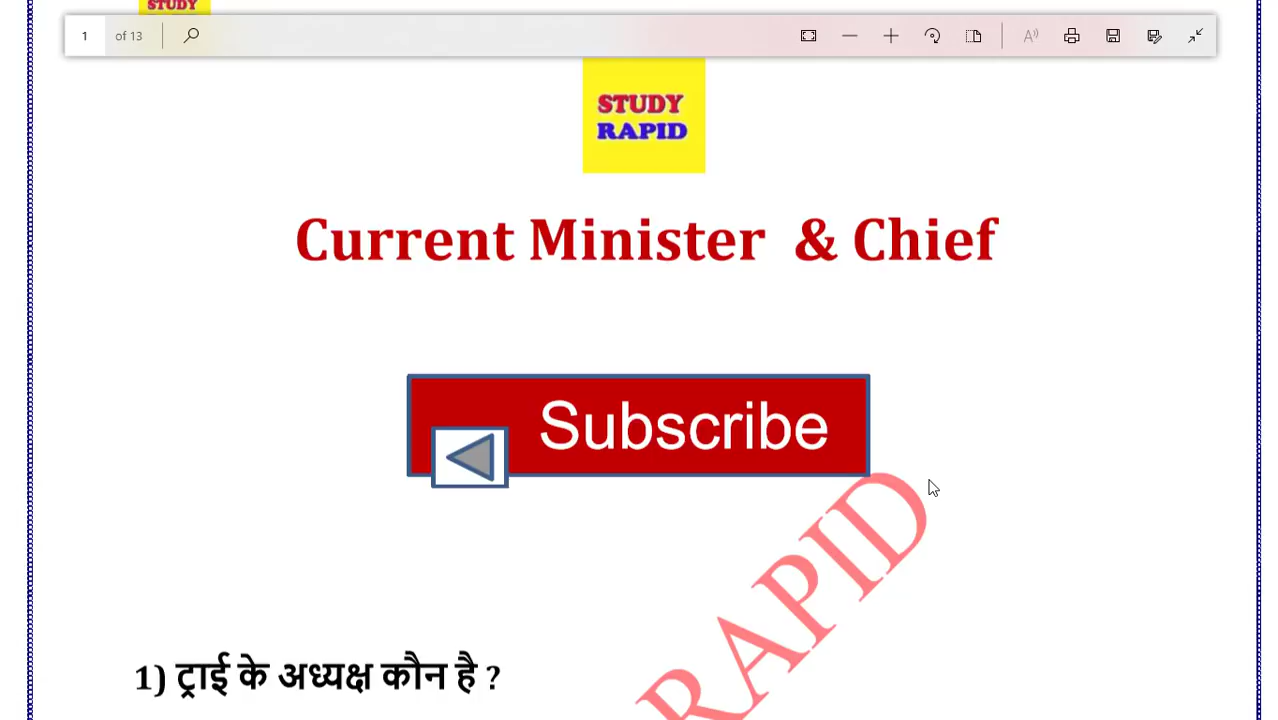 STUDY
1 of 13
STUDY
RAPID
Current Minister & Chief
Subscribe
RAPID
1) ट्राई के अध्यक्ष कौन है ?